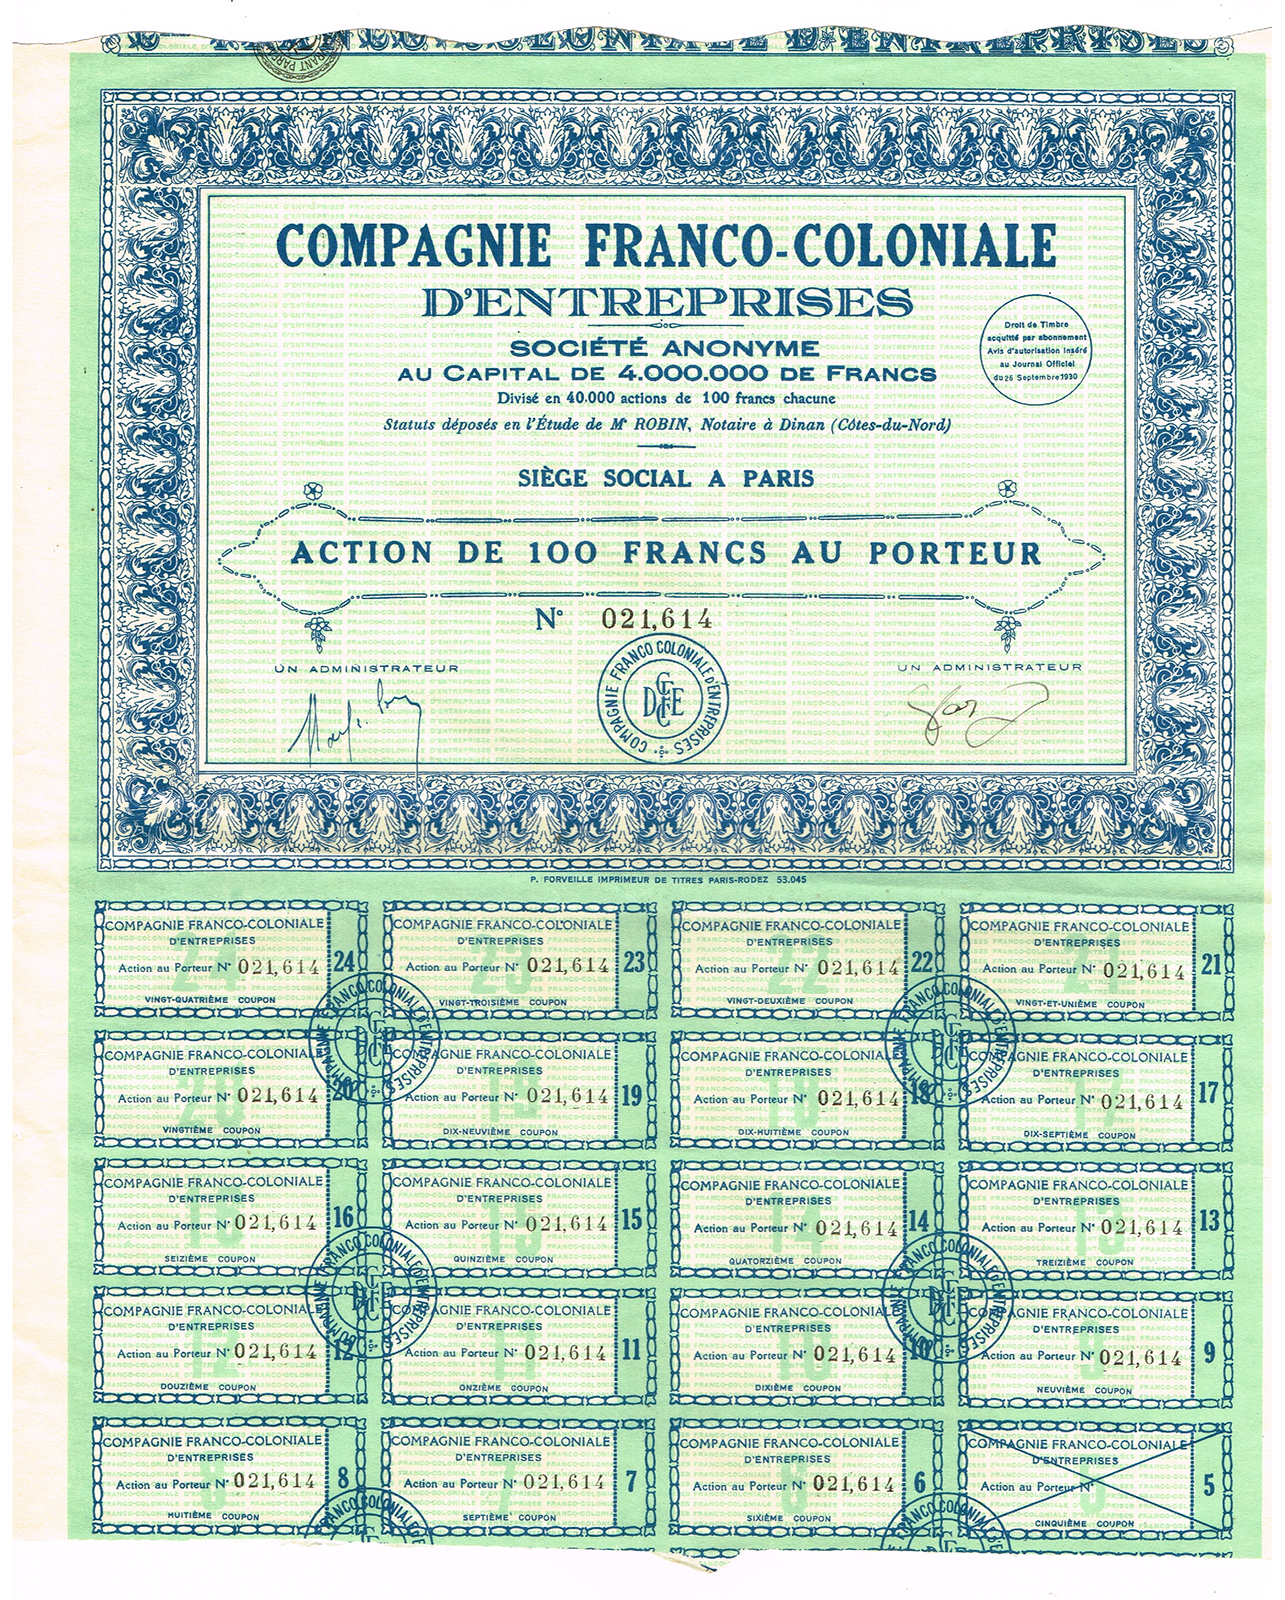 COMPAGNIE FRANCO-COLONIALE
D'ENTREPRISES
SOCIÉTÉ ANONYME
AU CAPITAL DE 4.000.000 DE FRANCS
Divisé en 40.000 actions de 100 francs chacune
Statuts déposés en l'Étude de Me ROBIN, Notaire à Dinan (Côtes-du-Nord)
SIÈGE SOCIAL A PARIS
Droit de Timbre
acquitté par abonnement
Avis d'autorisation inséré
au Journal Officiel
du 26 Septembre 1930
ACTION DE 100 FRANCS AU PORTEUR
N° 021,614
UN ADMINISTRATEUR
UN ADMINISTRATEUR
COMPAGNIE FRANCO COLONIALE D'ENTREPRISES
P. FORVEILLE IMPRIMEUR DE TITRES PARIS-RODEZ 53.045
COMPAGNIE FRANCO-COLONIALE
D'ENTREPRISES
Action au Porteur N° 021,614 24
VINGT-QUATRIÈME COUPON
COMPAGNIE FRANCO-COLONIALE
D'ENTREPRISES
Action au Porteur N° 021,614 23
VINGT-TROISIÈME COUPON
COMPAGNIE FRANCO-COLONIALE
D'ENTREPRISES
Action au Porteur N° 021,614 22
VINGT-DEUXIÈME COUPON
COMPAGNIE FRANCO-COLONIALE
D'ENTREPRISES
Action au Porteur N° 021,614 21
VINGT-ET-UNIÈME COUPON
COMPAGNIE FRANCO-COLONIALE
D'ENTREPRISES
Action au Porteur N° 021,614 20
VINGTIÈME COUPON
COMPAGNIE FRANCO-COLONIALE
D'ENTREPRISES
Action au Porteur N° 021,614 19
DIX-NEUVIÈME COUPON
COMPAGNIE FRANCO-COLONIALE
D'ENTREPRISES
Action au Porteur N° 021,614 18
DIX-HUITIÈME COUPON
COMPAGNIE FRANCO-COLONIALE
D'ENTREPRISES
Action au Porteur N° 021,614 17
DIX-SEPTIÈME COUPON
COMPAGNIE FRANCO-COLONIALE
D'ENTREPRISES
Action au Porteur N° 021,614 16
SEIZIÈME COUPON
COMPAGNIE FRANCO-COLONIALE
D'ENTREPRISES
Action au Porteur N° 021,614 15
QUINZIÈME COUPON
COMPAGNIE FRANCO-COLONIALE
D'ENTREPRISES
Action au Porteur N° 021,614 14
QUATORZIÈME COUPON
COMPAGNIE FRANCO-COLONIALE
D'ENTREPRISES
Action au Porteur N° 021,614 13
TREIZIÈME COUPON
COMPAGNIE FRANCO-COLONIALE
D'ENTREPRISES
Action au Porteur N° 021,614 12
DOUZIÈME COUPON
COMPAGNIE FRANCO-COLONIALE
D'ENTREPRISES
Action au Porteur N° 021,614 11
ONZIÈME COUPON
COMPAGNIE FRANCO-COLONIALE
D'ENTREPRISES
Action au Porteur N° 021,614 10
DIXIÈME COUPON
COMPAGNIE FRANCO-COLONIALE
D'ENTREPRISES
Action au Porteur N° 021,614 9
NEUVIÈME COUPON
COMPAGNIE FRANCO-COLONIALE
D'ENTREPRISES
Action au Porteur N° 021,614 8
HUITIÈME COUPON
COMPAGNIE FRANCO-COLONIALE
D'ENTREPRISES
Action au Porteur N° 021,614 7
SEPTIÈME COUPON
COMPAGNIE FRANCO-COLONIALE
D'ENTREPRISES
Action au Porteur N° 021,614 6
SIXIÈME COUPON
COMPAGNIE FRANCO-COLONIALE
D'ENTREPRISES
Action au Porteur N° 5
CINQUIÈME COUPON